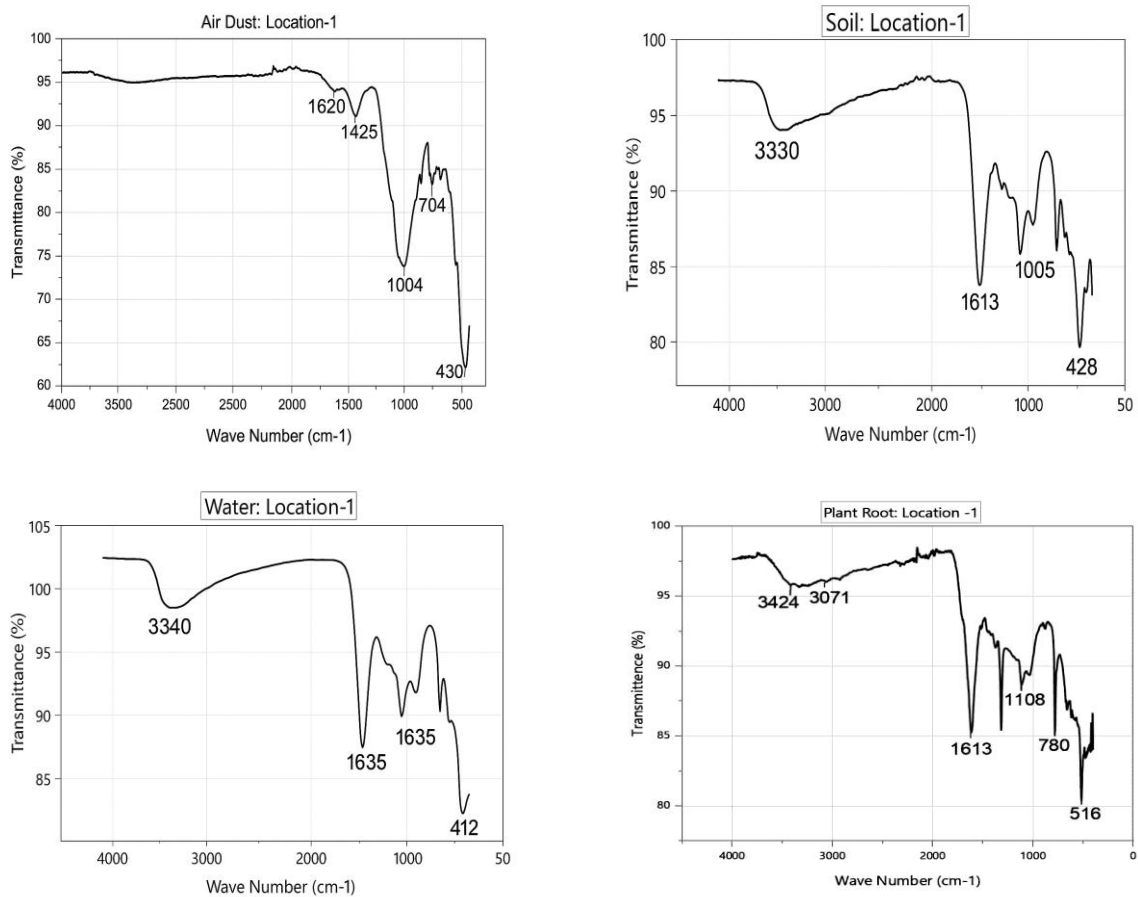 Air Dust: Location-1
Transmitttance (%)
100
95
90
85
80
75
70
65
60
1620
1425
704
1004
430
4000 3500 3000 2500 2000 1500 1000 500
Wave Number (cm-1)
Soil: Location-1
Transmittance (%)
100
95
90
85
80
3330
1613
1005
428
4000 3000 2000 1000 50
Wave Number (cm-1)
Water: Location-1
Transmittance (%)
105
100
95
90
85
3340
1635
1635
412
4000 3000 2000 1000 50
Wave Number (cm-1)
Plant Root: Location -1
Transmittence (%)
100
95
90
85
80
3424
3071
1108
1613
780
516
4000 3000 2000 1000 0
Wave Number (cm-1)